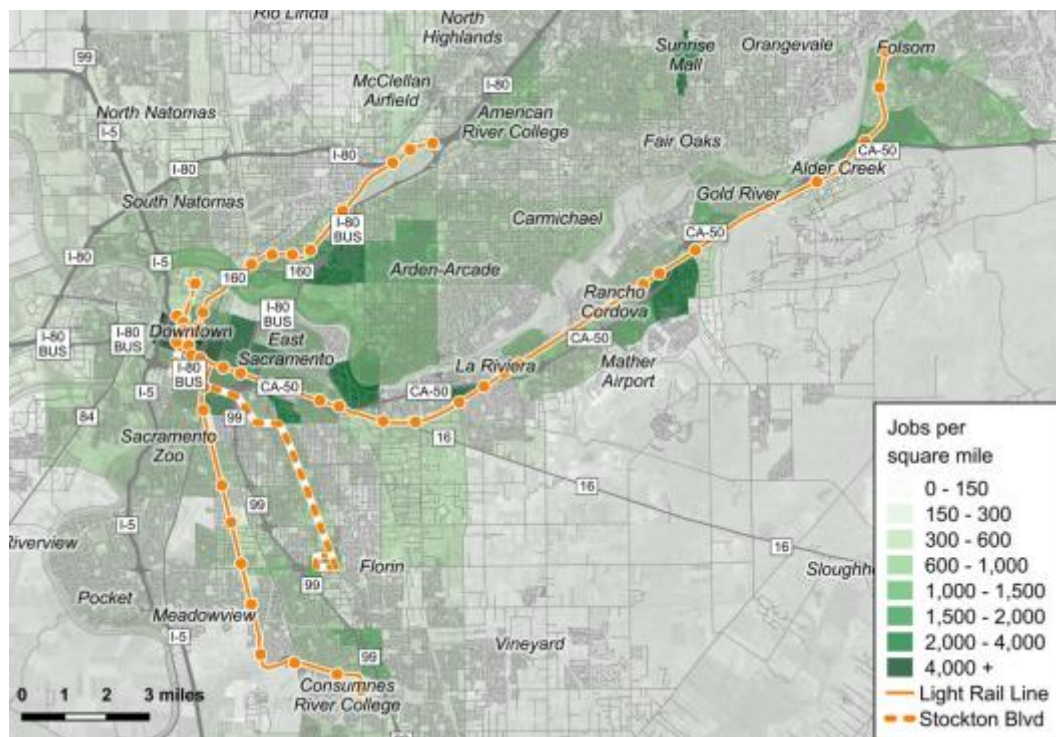 Rio Linda
North
Highlands
Sunrise
Mall
Orangevale
Folsom
99
McClellan
Airfield
I-80
North Natomas
American
River College
I-5
I-80
Fair Oaks
CA-50
I-80
Alder Creek
Gold River
South Natomas
Carmichael
I-80
BUS
CA-50
I-80
I-5
160
160
Arden-Arcade
Rancho
Cordova
I-80
BUS
Downtown
I-80
BUS
I-80
BUS
East
Sacramento
CA-50
La Riviera
Mather
Airport
I-80
BUS
I-5
CA-50
CA-50
84
99
Sacramento
Zoo
16
16
99
I-5
16
Riverview
Florin
99
Sloughh
Pocket
Meadowview
I-5
Vineyard
99
Consumnes
River College
0 1 2 3 miles
Jobs per
square mile
0 - 150
150 - 300
300 - 600
600 - 1,000
1,000 - 1,500
1,500 - 2,000
2,000 - 4,000
4,000 +
Light Rail Line
Stockton Blvd